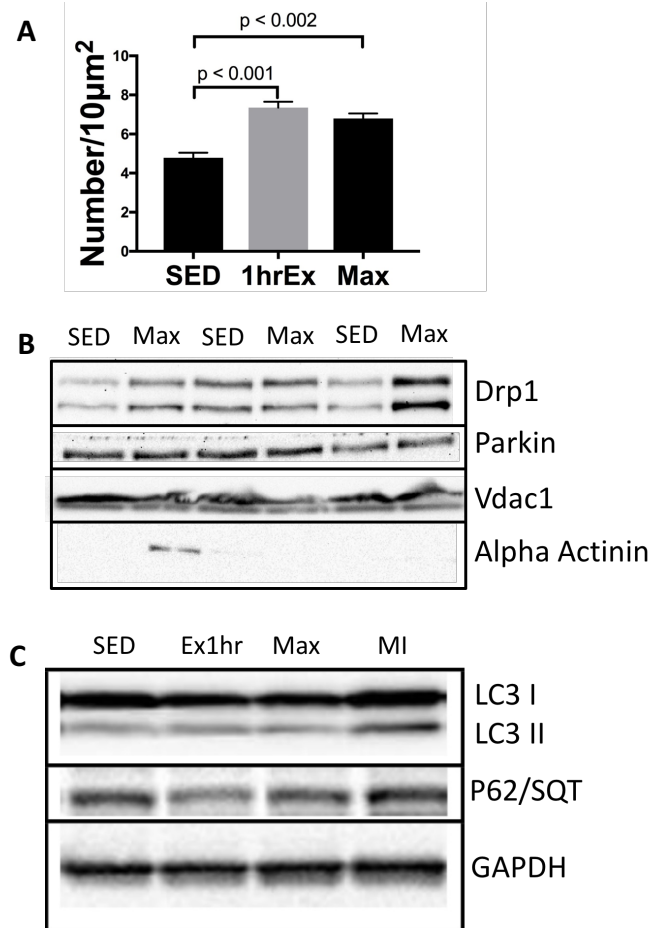 A
p < 0.002
p < 0.001
Number/10µm²
10
8
6
4
2
0
SED 1hrEx Max
B
SED Max SED Max SED Max
Drp1
Parkin
Vdac1
Alpha Actinin
C
SED Ex1hr Max MI
LC3 I
LC3 II
P62/SQT
GAPDH